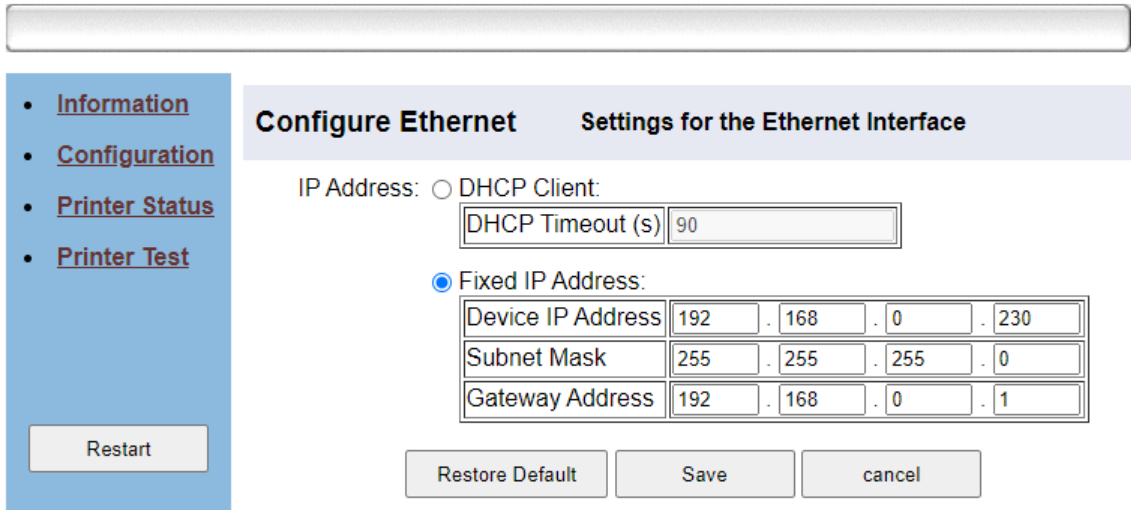 Information
Configuration
Printer Status
Printer Test
Restart
Configure Ethernet Settings for the Ethernet Interface
IP Address: DHCP Client:
DHCP Timeout (s) 90
Fixed IP Address:
Device IP Address 192 . 168 . 0 . 230
Subnet Mask 255 . 255 . 255 . 0
Gateway Address 192 . 168 . 0 . 1
Restore Default Save cancel